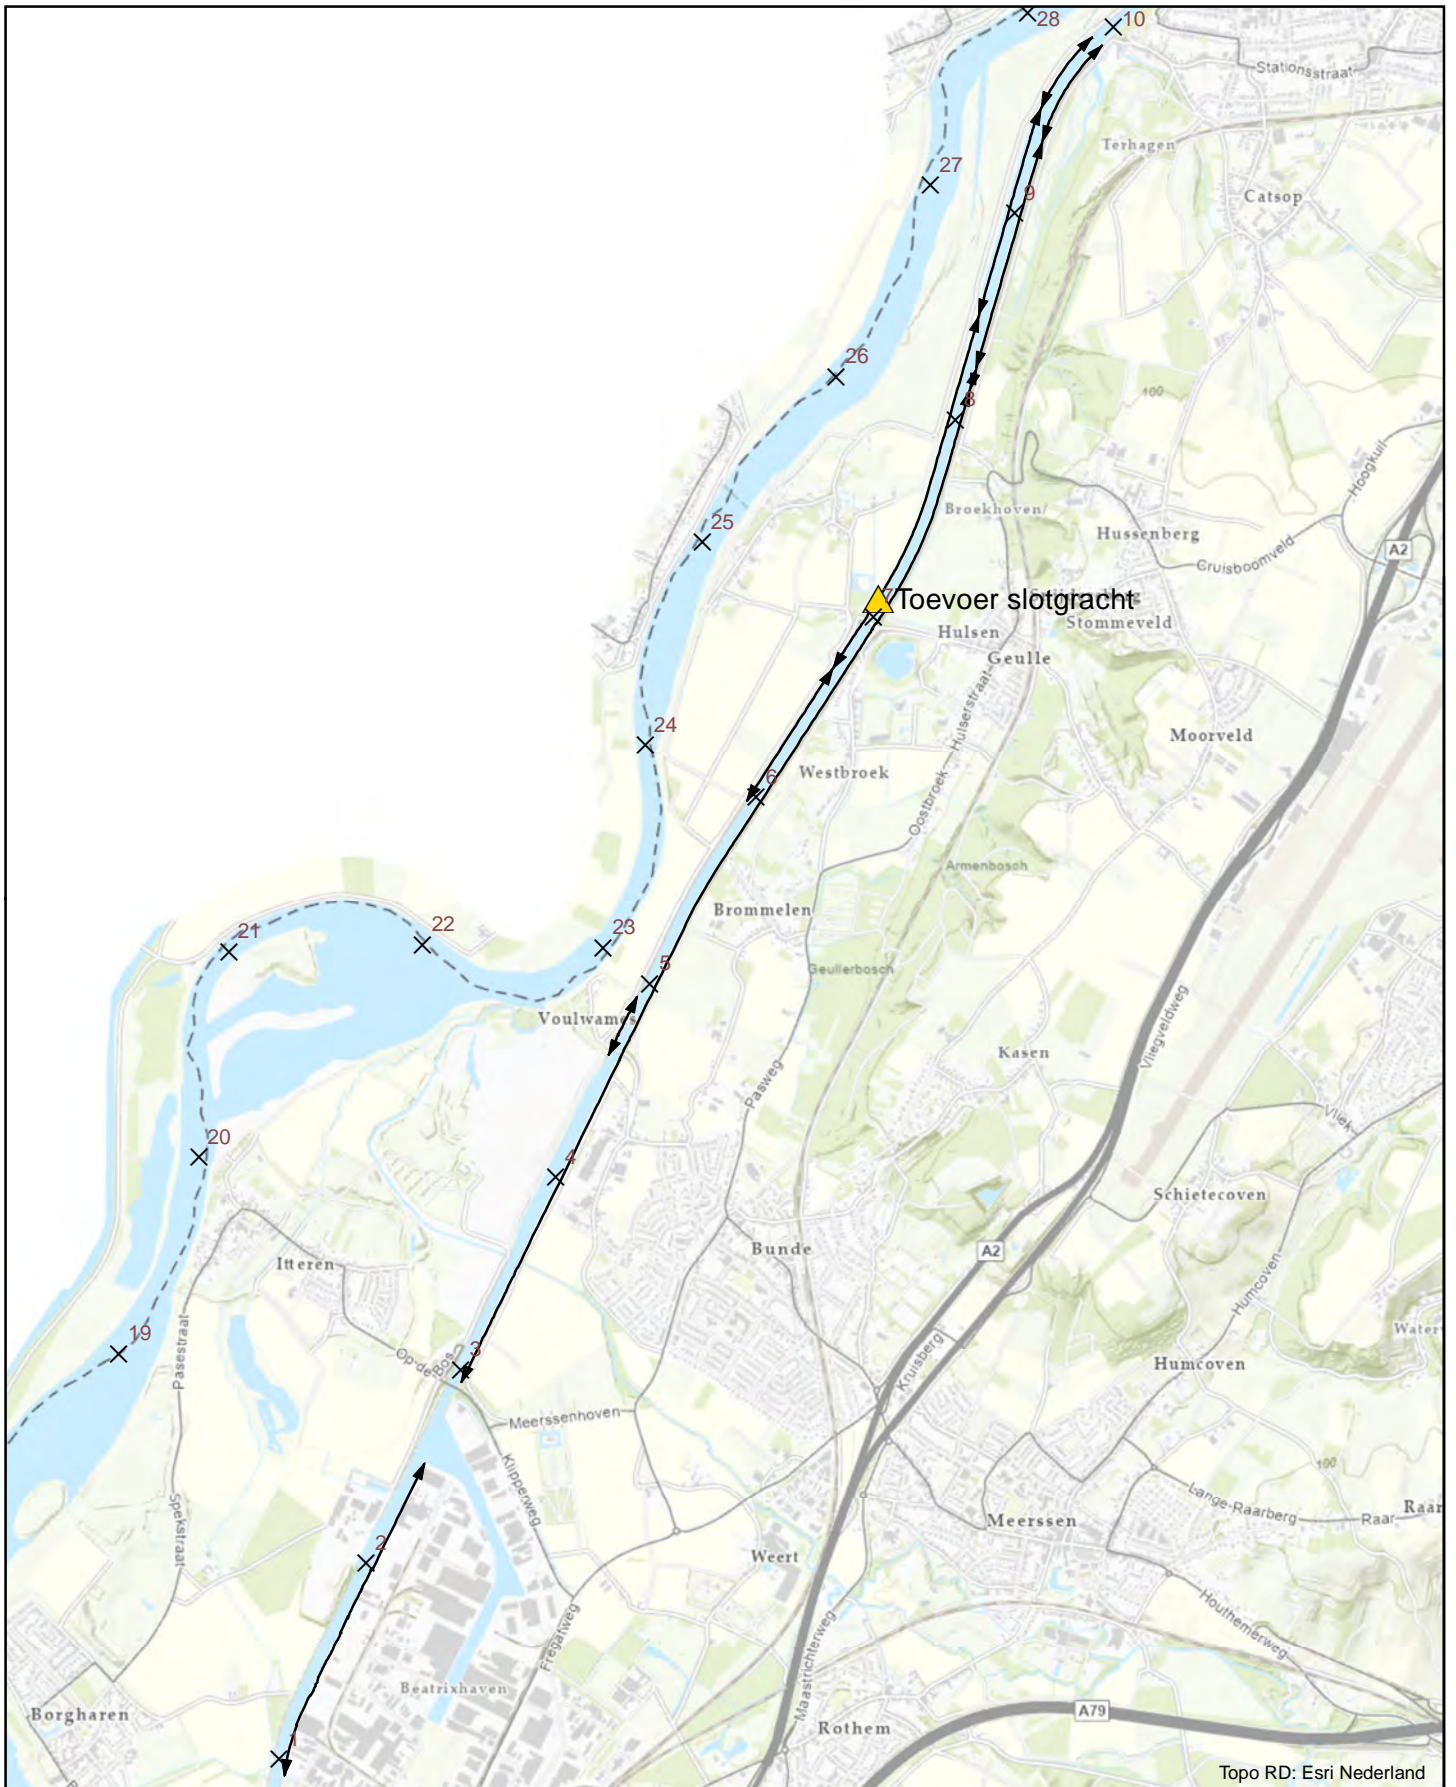 28
10
Stationsstraat
Terhagen
27
Catsop
9
26
100
8
Hoogkuil
25
Broekhoven
Hussenberg
A2
Cruisboomveld
7
Toevoer slotgracht
Stommeveld
Hulsen
Geulle
24
Hulserstraat
Moorveld
6
Westbroek
Oostbroek
Armenbosch
Brommelen
21
22
23
5
Geullerbosch
Voulwames
Vliegveldweg
Kasen
Pasweg
Vliek
20
4
Schietecoven
Bunde
A2
Itteren
Humcoven
19
Pasestraat
3
Op de Bos
Kruisberg
Water
Humcoven
Meerssenhoven
Klipperweg
100
Lange-Raarberg
Raar
Raar
Spekstraat
Meerssen
2
Weert
Houthemerweg
Fregatweg
Maastrichterweg
Beatrixhaven
Borgharen
A79
Rothem
1
Topo RD: Esri Nederland